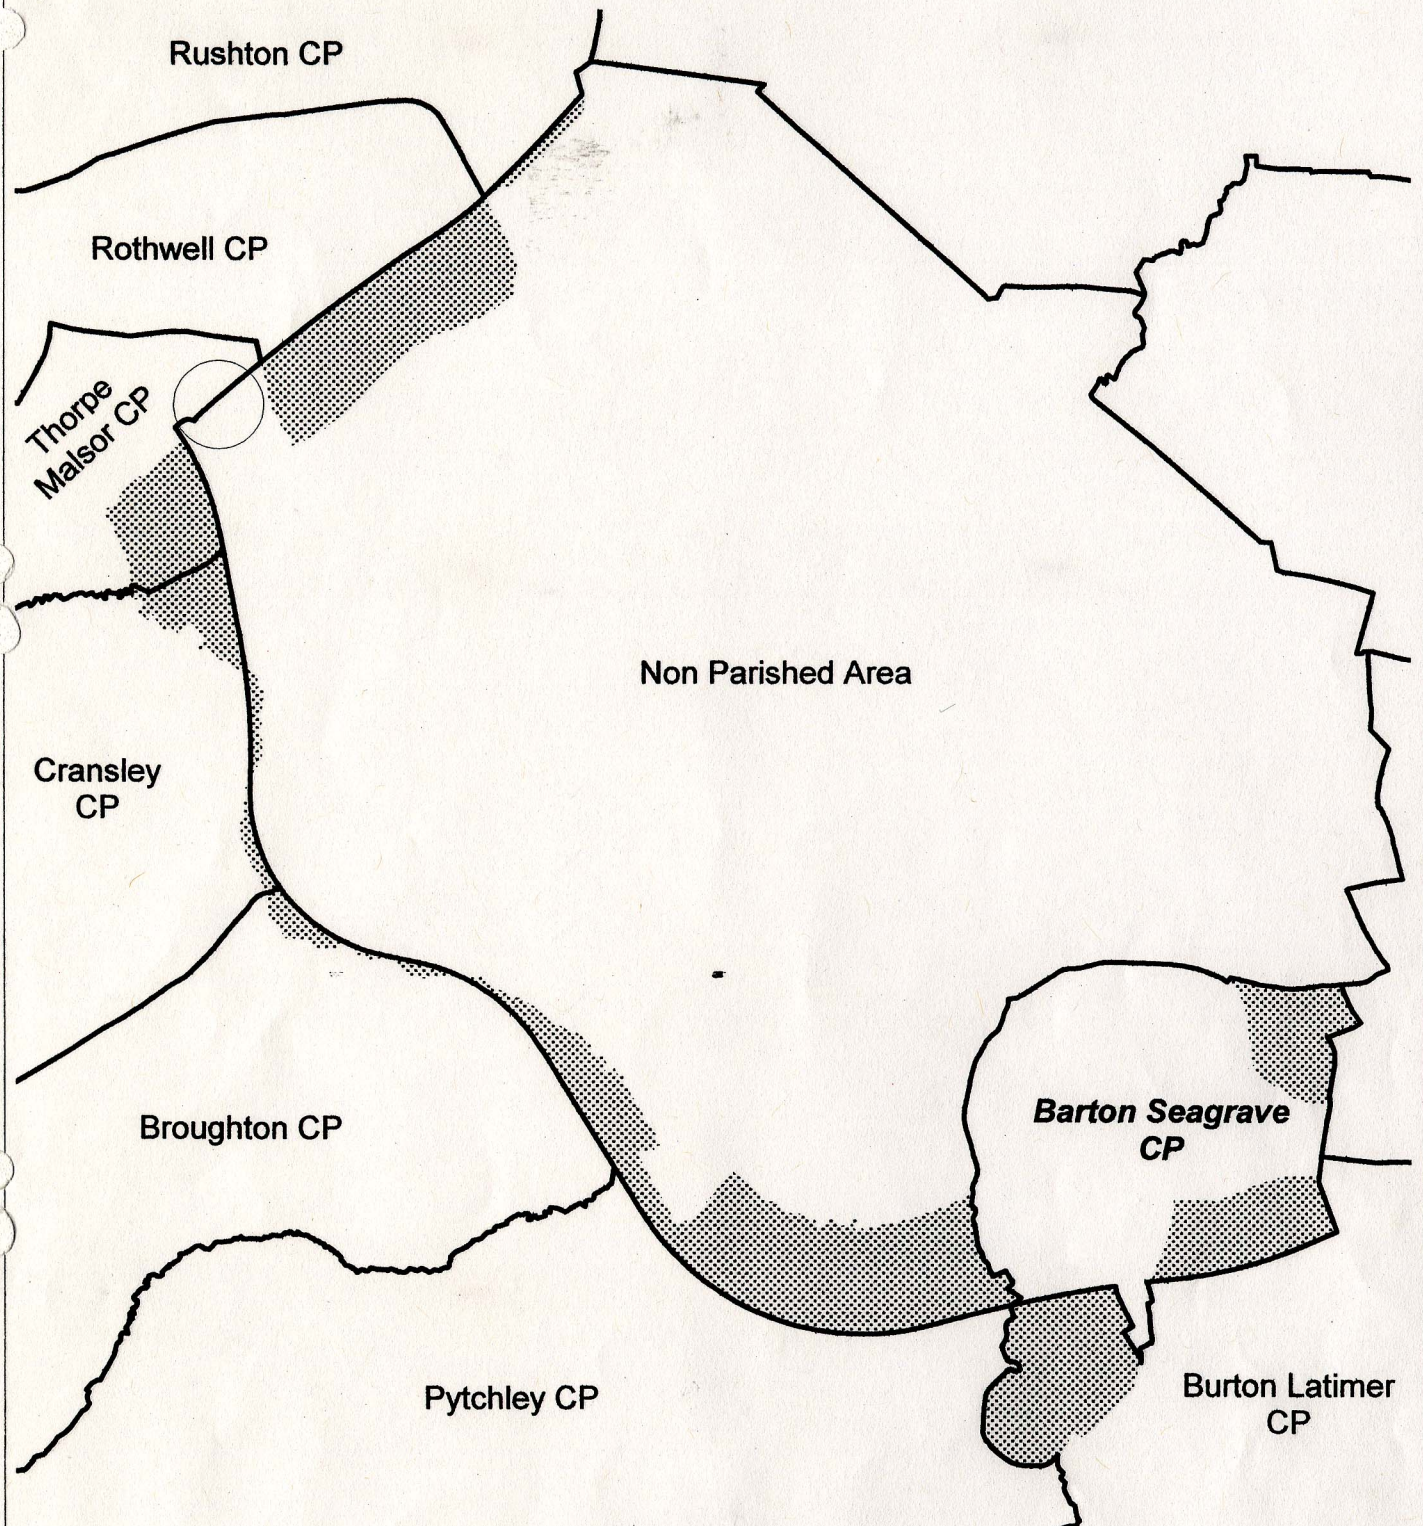 Rushton CP
Rothwell CP
Thorpe
Malsor CP
Non Parished Area
Cransley
CP
Barton Seagrave
CP
Broughton CP
Pytchley CP
Burton Latimer
CP